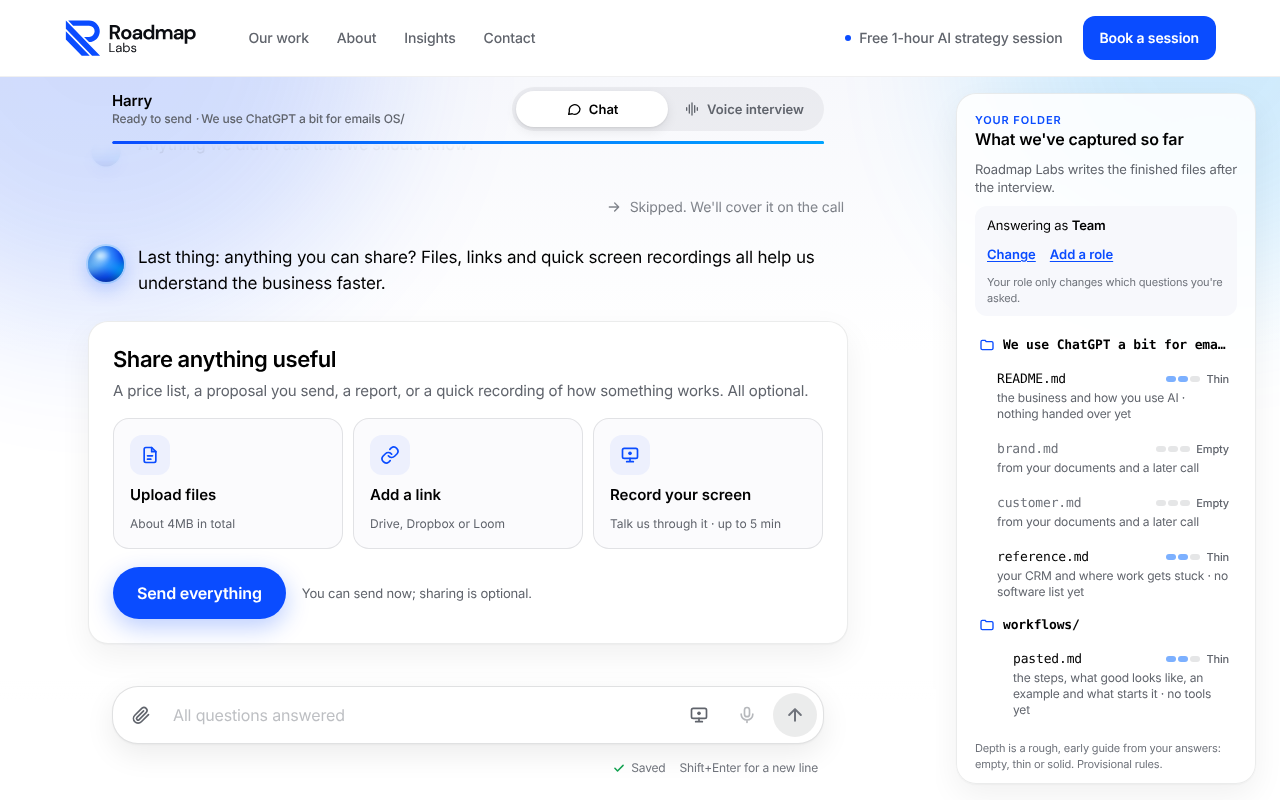 Roadmap
Labs
Our work
About
Insights
Contact
Free 1-hour AI strategy session
Book a session
Harry
Ready to send · We use ChatGPT a bit for emails OS/
Chat
Voice interview
Skipped. We'll cover it on the call
Last thing: anything you can share? Files, links and quick screen recordings all help us
understand the business faster.
Share anything useful
A price list, a proposal you send, a report, or a quick recording of how something works. All optional.
Upload files
About 4MB in total
Add a link
Drive, Dropbox or Loom
Record your screen
Talk us through it · up to 5 min
Send everything
You can send now; sharing is optional.
All questions answered
Saved
Shift+Enter for a new line
YOUR FOLDER
What we've captured so far
Roadmap Labs writes the finished files after
the interview.
Answering as Team
Change
Add a role
Your role only changes which questions you're
asked.
We use ChatGPT a bit for ema…
README.md
Thin
the business and how you use AI ·
nothing handed over yet
brand.md
Empty
from your documents and a later call
customer.md
Empty
from your documents and a later call
reference.md
Thin
your CRM and where work gets stuck · no
software list yet
workflows/
pasted.md
Thin
the steps, what good looks like, an
example and what starts it · no tools
yet
Depth is a rough, early guide from your answers:
empty, thin or solid. Provisional rules.